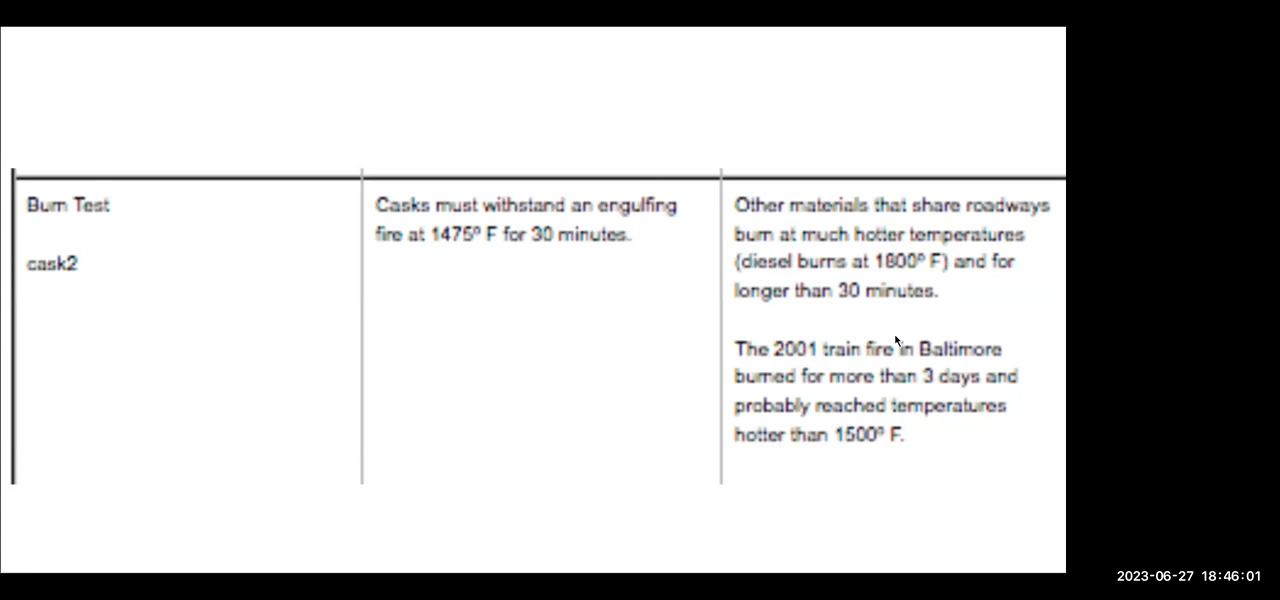 Burn Test
cask2
Casks must withstand an engulfing
fire at 1475º F for 30 minutes.
Other materials that share roadways
burn at much hotter temperatures
(diesel burns at 1800º F) and for
longer than 30 minutes.
The 2001 train fire in Baltimore
burned for more than 3 days and
probably reached temperatures
hotter than 1500º F.
2023-06-27 18:46:01